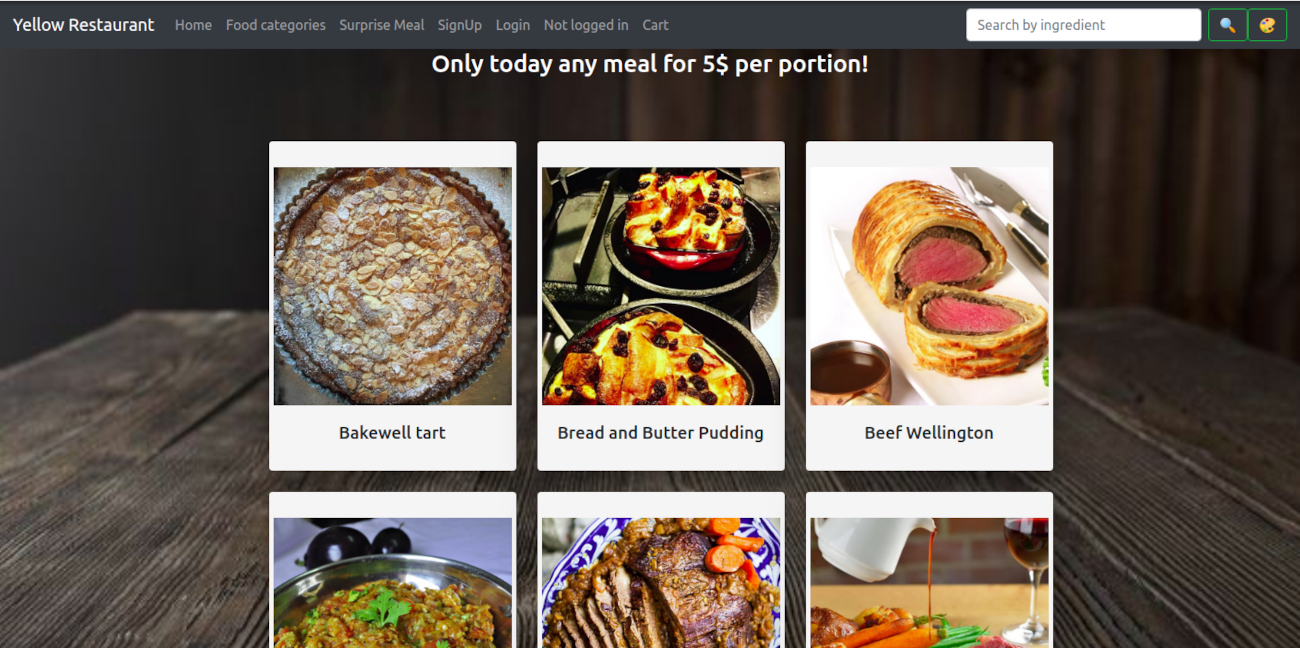 Yellow Restaurant Home Food categories Surprise Meal SignUp Login Not logged in Cart Search by ingredient
Only today any meal for 5$ per portion!
Bakewell tart Bread and Butter Pudding Beef Wellington